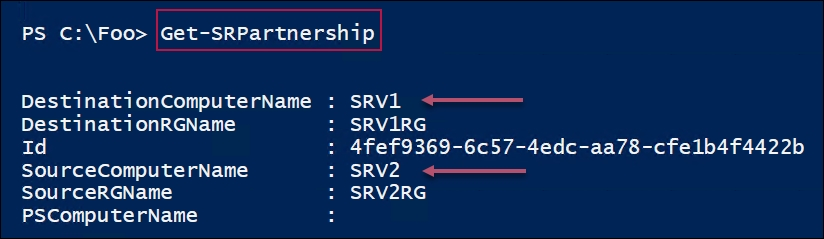 PS C:\Foo> Get-SRPartnership
DestinationComputerName : SRV1
DestinationRGName : SRV1RG
Id : 4fef9369-6c57-4edc-aa78-cfe1b4f4422b
SourceComputerName : SRV2
SourceRGName : SRV2RG
PSComputerName :